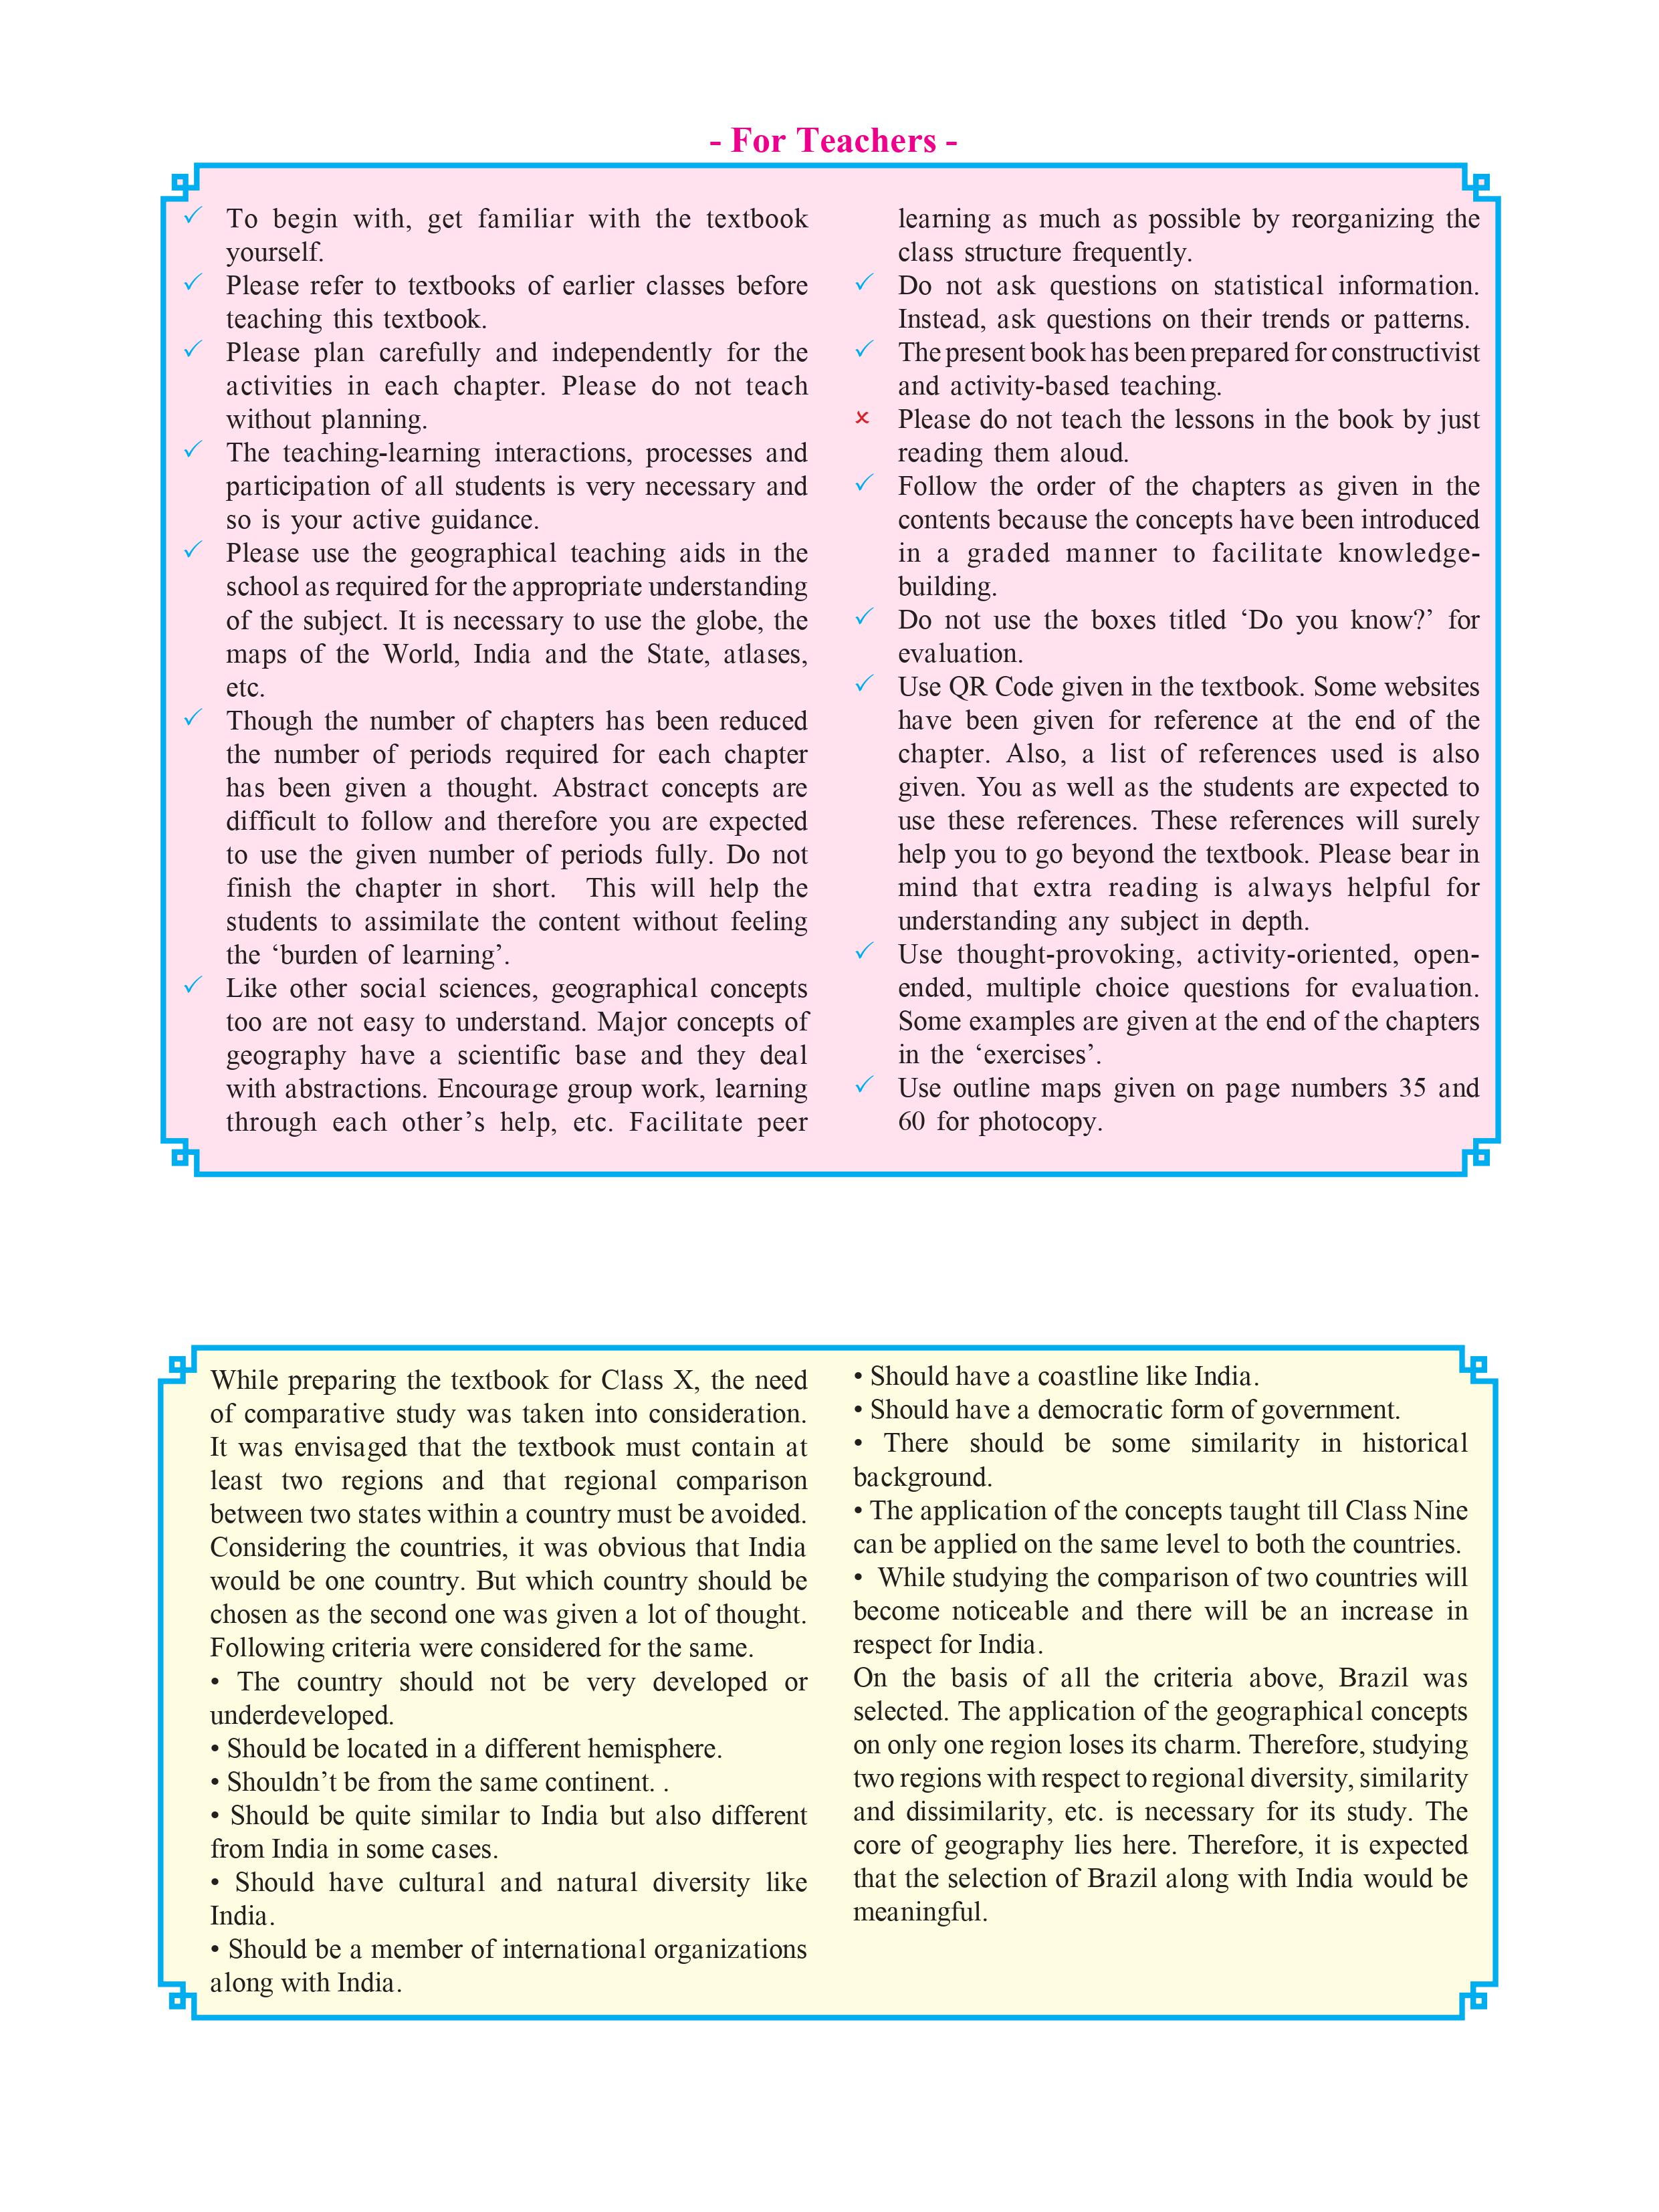 - For Teachers -
✓ To begin with, get familiar with the textbook
yourself.
✓ Please refer to textbooks of earlier classes before
teaching this textbook.
✓ Please plan carefully and independently for the
activities in each chapter. Please do not teach
without planning.
✓ The teaching-learning interactions, processes and
participation of all students is very necessary and
so is your active guidance.
✓ Please use the geographical teaching aids in the
school as required for the appropriate understanding
of the subject. It is necessary to use the globe, the
maps of the World, India and the State, atlases,
etc.
✓ Though the number of chapters has been reduced
the number of periods required for each chapter
has been given a thought. Abstract concepts are
difficult to follow and therefore you are expected
to use the given number of periods fully. Do not
finish the chapter in short. This will help the
students to assimilate the content without feeling
the ‘burden of learning’.
✓ Like other social sciences, geographical concepts
too are not easy to understand. Major concepts of
geography have a scientific base and they deal
with abstractions. Encourage group work, learning
through each other’s help, etc. Facilitate peer
learning as much as possible by reorganizing the
class structure frequently.
✓ Do not ask questions on statistical information.
Instead, ask questions on their trends or patterns.
✓ The present book has been prepared for constructivist
and activity-based teaching.
✗ Please do not teach the lessons in the book by just
reading them aloud.
✓ Follow the order of the chapters as given in the
contents because the concepts have been introduced
in a graded manner to facilitate knowledge-
building.
✓ Do not use the boxes titled ‘Do you know?’ for
evaluation.
✓ Use QR Code given in the textbook. Some websites
have been given for reference at the end of the
chapter. Also, a list of references used is also
given. You as well as the students are expected to
use these references. These references will surely
help you to go beyond the textbook. Please bear in
mind that extra reading is always helpful for
understanding any subject in depth.
✓ Use thought-provoking, activity-oriented, open-
ended, multiple choice questions for evaluation.
Some examples are given at the end of the chapters
in the ‘exercises’.
✓ Use outline maps given on page numbers 35 and
60 for photocopy.
While preparing the textbook for Class X, the need
of comparative study was taken into consideration.
It was envisaged that the textbook must contain at
least two regions and that regional comparison
between two states within a country must be avoided.
Considering the countries, it was obvious that India
would be one country. But which country should be
chosen as the second one was given a lot of thought.
Following criteria were considered for the same.
• The country should not be very developed or
underdeveloped.
• Should be located in a different hemisphere.
• Shouldn’t be from the same continent. .
• Should be quite similar to India but also different
from India in some cases.
• Should have cultural and natural diversity like
India.
• Should be a member of international organizations
along with India.
• Should have a coastline like India.
• Should have a democratic form of government.
• There should be some similarity in historical
background.
• The application of the concepts taught till Class Nine
can be applied on the same level to both the countries.
• While studying the comparison of two countries will
become noticeable and there will be an increase in
respect for India.
On the basis of all the criteria above, Brazil was
selected. The application of the geographical concepts
on only one region loses its charm. Therefore, studying
two regions with respect to regional diversity, similarity
and dissimilarity, etc. is necessary for its study. The
core of geography lies here. Therefore, it is expected
that the selection of Brazil along with India would be
meaningful.